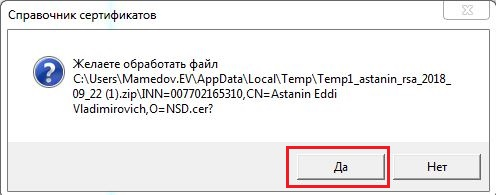 Справочник сертификатов
Желаете обработать файл
C:\Users\Mamedov.EV\AppData\Local\Temp\Temp1_astanin_rsa_2018_
09_22 (1).zip\INN=007702165310,CN=Astanin Eddi
Vladimirovich,O=NSD.cer?
Да
Нет